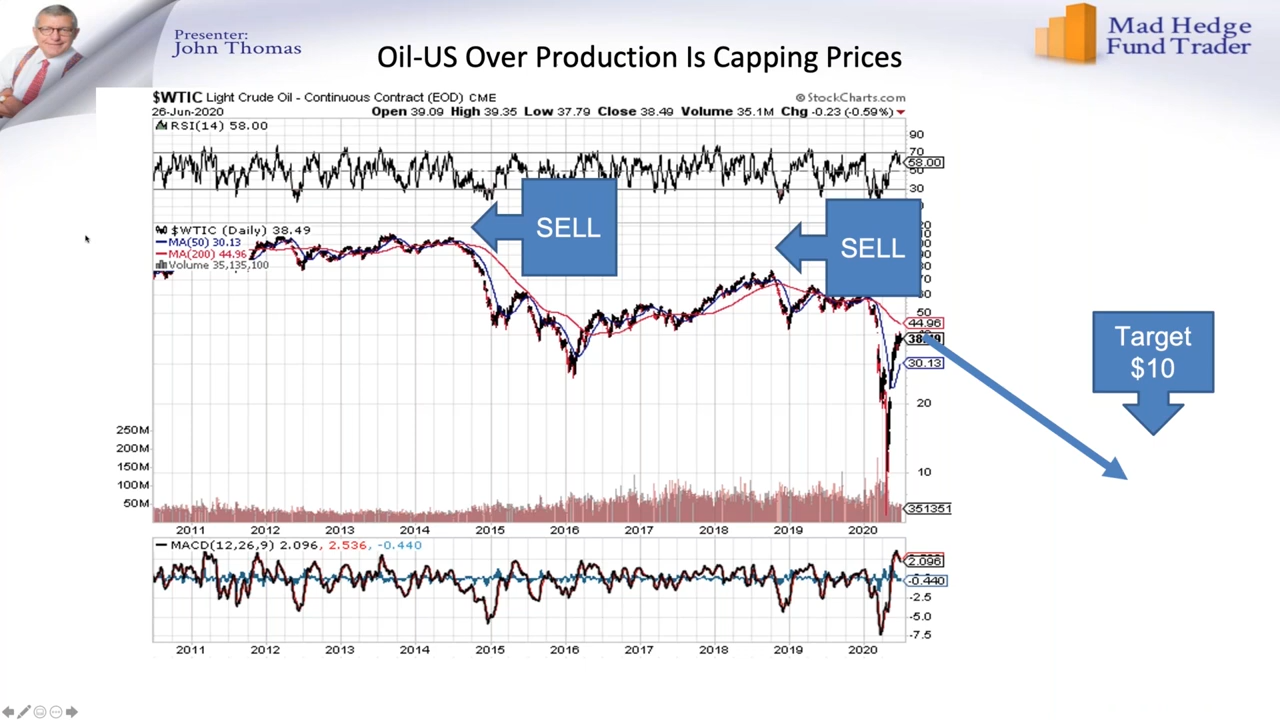 Presenter:
John Thomas
Oil-US Over Production Is Capping Prices
Mad Hedge
Fund Trader
$WTIC Light Crude Oil - Continuous Contract (EOD) CME
© StockCharts.com
26-Jun-2020
Open 39.09 High 39.35 Low 37.79 Close 38.49 Volume 35.1M Chg -0.23 (-0.59%)
RSI(14) 58.00
90
70
58.00
50
30
$WTIC (Daily) 38.49
MA(50) 30.13
MA(200) 44.96
Volume 35,135,100
SELL
SELL
50
44.96
30.13
20
10
250M
200M
150M
100M
50M
351351
2011 2012 2013 2014 2015 2016 2017 2018 2019 2020
Target
$10
MACD(12,26,9) 2.096, 2.536, -0.440
2.096
-0.440
-2.5
-5.0
-7.5
2011 2012 2013 2014 2015 2016 2017 2018 2019 2020